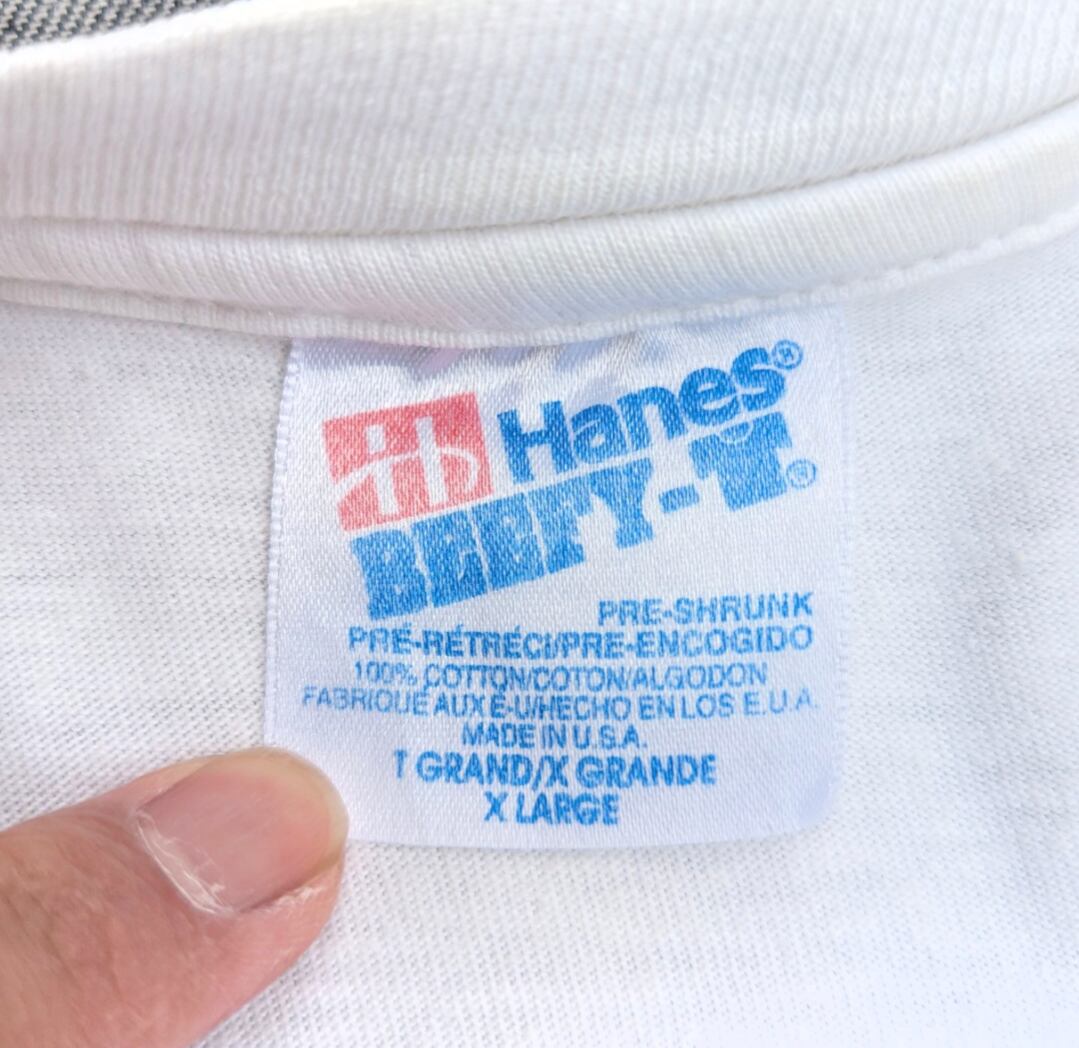 Hb Hanes®
BEEFY-T®
PRE-SHRUNK
PRÉ-RÉTRÉCI/PRE-ENCOGIDO
100% COTTON/COTON/ALGODON
FABRIQUÉ AUX É-U/HECHO EN LOS E.U.A.
MADE IN U.S.A.
T GRAND/X GRANDE
X LARGE